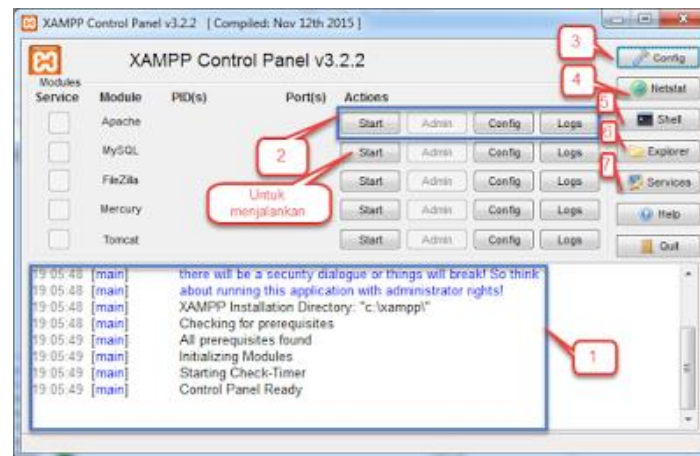 XAMPP Control Panel v3.2.2 [ Compiled: Nov 12th 2015 ]
XAMPP Control Panel v3.2.2
3
Config
Modules
Service Module PID(s) Port(s) Actions
4
Netstat
Apache Start Admin Config Logs
5
Shell
2
MySQL Start Admin Config Logs
6
Explorer
FileZilla Start Admin Config Logs
7
Services
Untuk
menjalankan
Mercury Start Admin Config Logs
Help
Tomcat Start Admin Config Logs
Quit
19:05:48 [main] there will be a security dialogue or things will break! So think
19:05:48 [main] about running this application with administrator rights!
19:05:48 [main] XAMPP Installation Directory: "c:\xampp\"
19:05:48 [main] Checking for prerequisites
19:05:49 [main] All prerequisites found
19:05:49 [main] Initializing Modules
19:05:49 [main] Starting Check-Timer
19:05:49 [main] Control Panel Ready
1